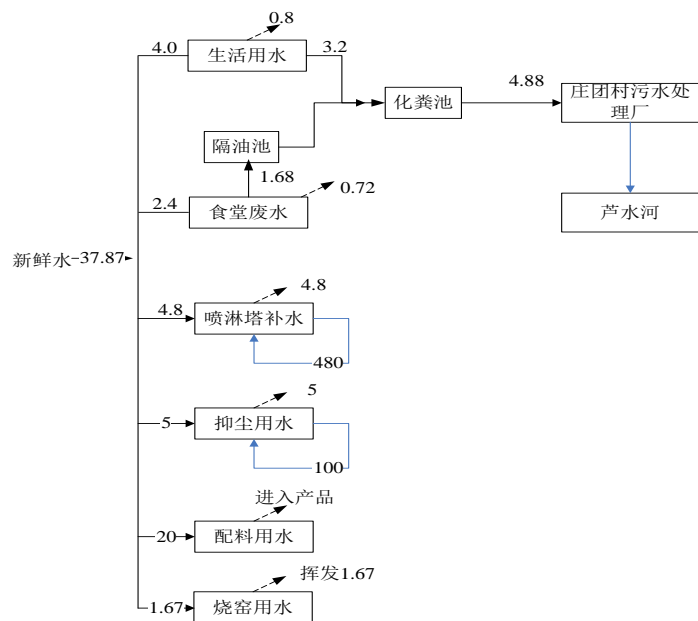 0.8
4.0
生活用水
3.2
化粪池
4.88
庄团村污水处
理厂
隔油池
1.68
0.72
2.4
食堂废水
芦水河
新鲜水
37.87
4.8
4.8
喷淋塔补水
480
5
5
抑尘用水
100
进入产品
20
配料用水
挥发1.67
1.67
烧窑用水